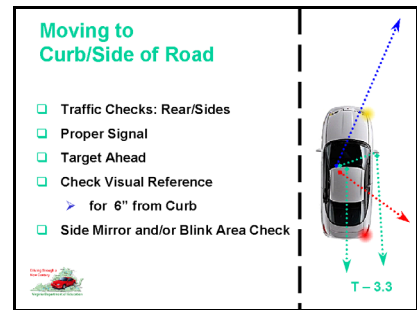 Moving to
Curb/Side of Road
Traffic Checks: Rear/Sides
Proper Signal
Target Ahead
Check Visual Reference
for 6” from Curb
Side Mirror and/or Blink Area Check
T – 3.3